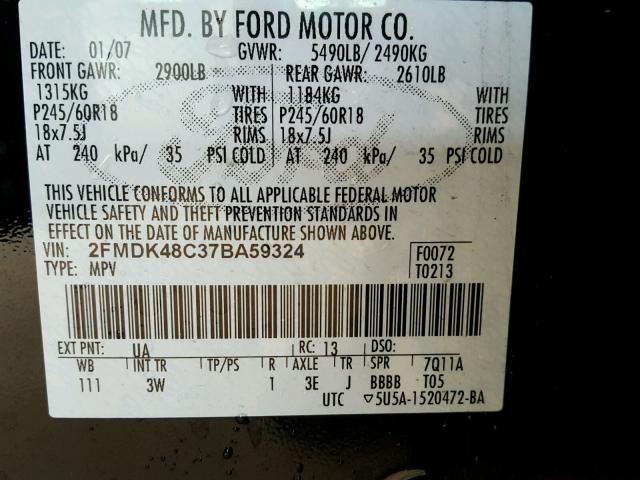 MFD. BY FORD MOTOR CO.
DATE: 01/07 GVWR: 5490LB/ 2490KG
FRONT GAWR: 2900LB REAR GAWR: 2610LB
1315KG WITH 1184KG WITH
P245/60R18 TIRES P245/60R18 TIRES
18x7.5J RIMS 18x7.5J RIMS
AT 240 kPa/ 35 PSI COLD AT 240 kPa/ 35 PSI COLD
THIS VEHICLE CONFORMS TO ALL APPLICABLE FEDERAL MOTOR
VEHICLE SAFETY AND THEFT PREVENTION STANDARDS IN
EFFECT ON THE DATE OF MANUFACTURE SHOWN ABOVE.
VIN: 2FMDK48C37BA59324 F0072
TYPE: MPV T0213
EXT PNT: UA RC: 13 DSO:
WB INT TR TP/PS R AXLE TR SPR 7Q11A
111 3W 1 3E J BBBB T05
UTC ▽5U5A-1520472-BA
Ford